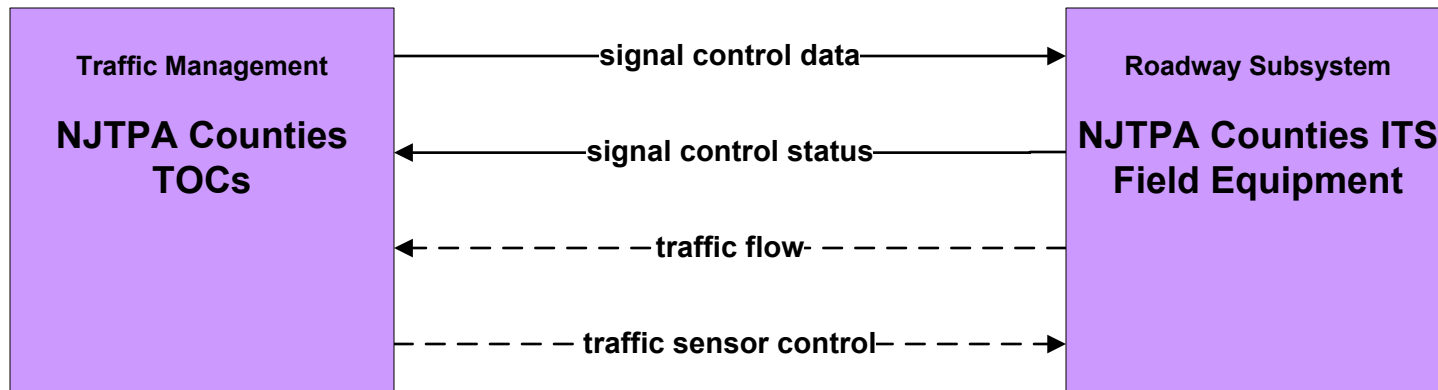 Traffic Management
NJTPA Counties
TOCs
signal control data
signal control status
traffic flow
traffic sensor control
Roadway Subsystem
NJTPA Counties ITS
Field Equipment